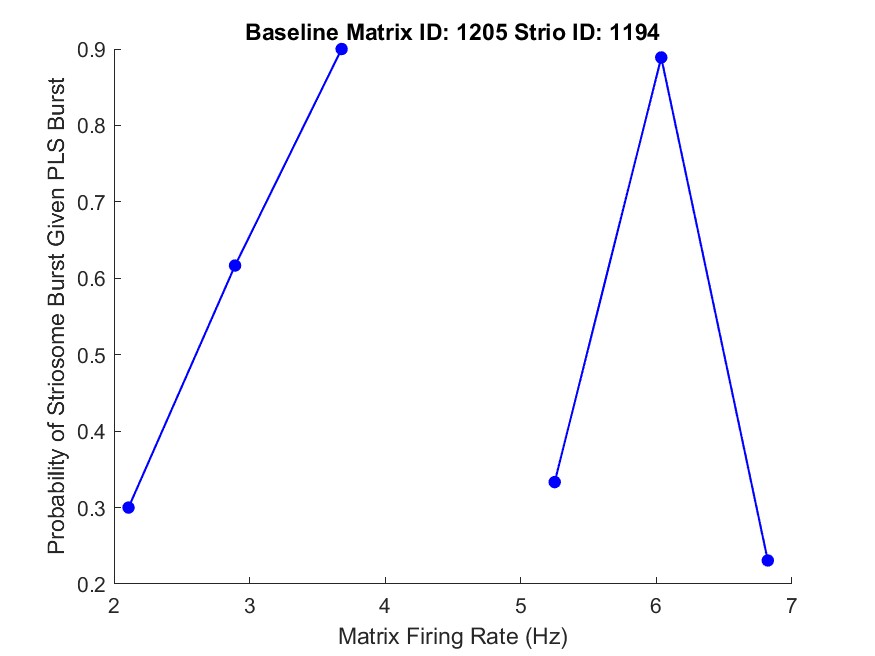 Baseline Matrix ID: 1205 Strio ID: 1194
Probability of Striosome Burst Given PLS Burst
0.9
0.8
0.7
0.6
0.5
0.4
0.3
0.2
2 3 4 5 6 7
Matrix Firing Rate (Hz)